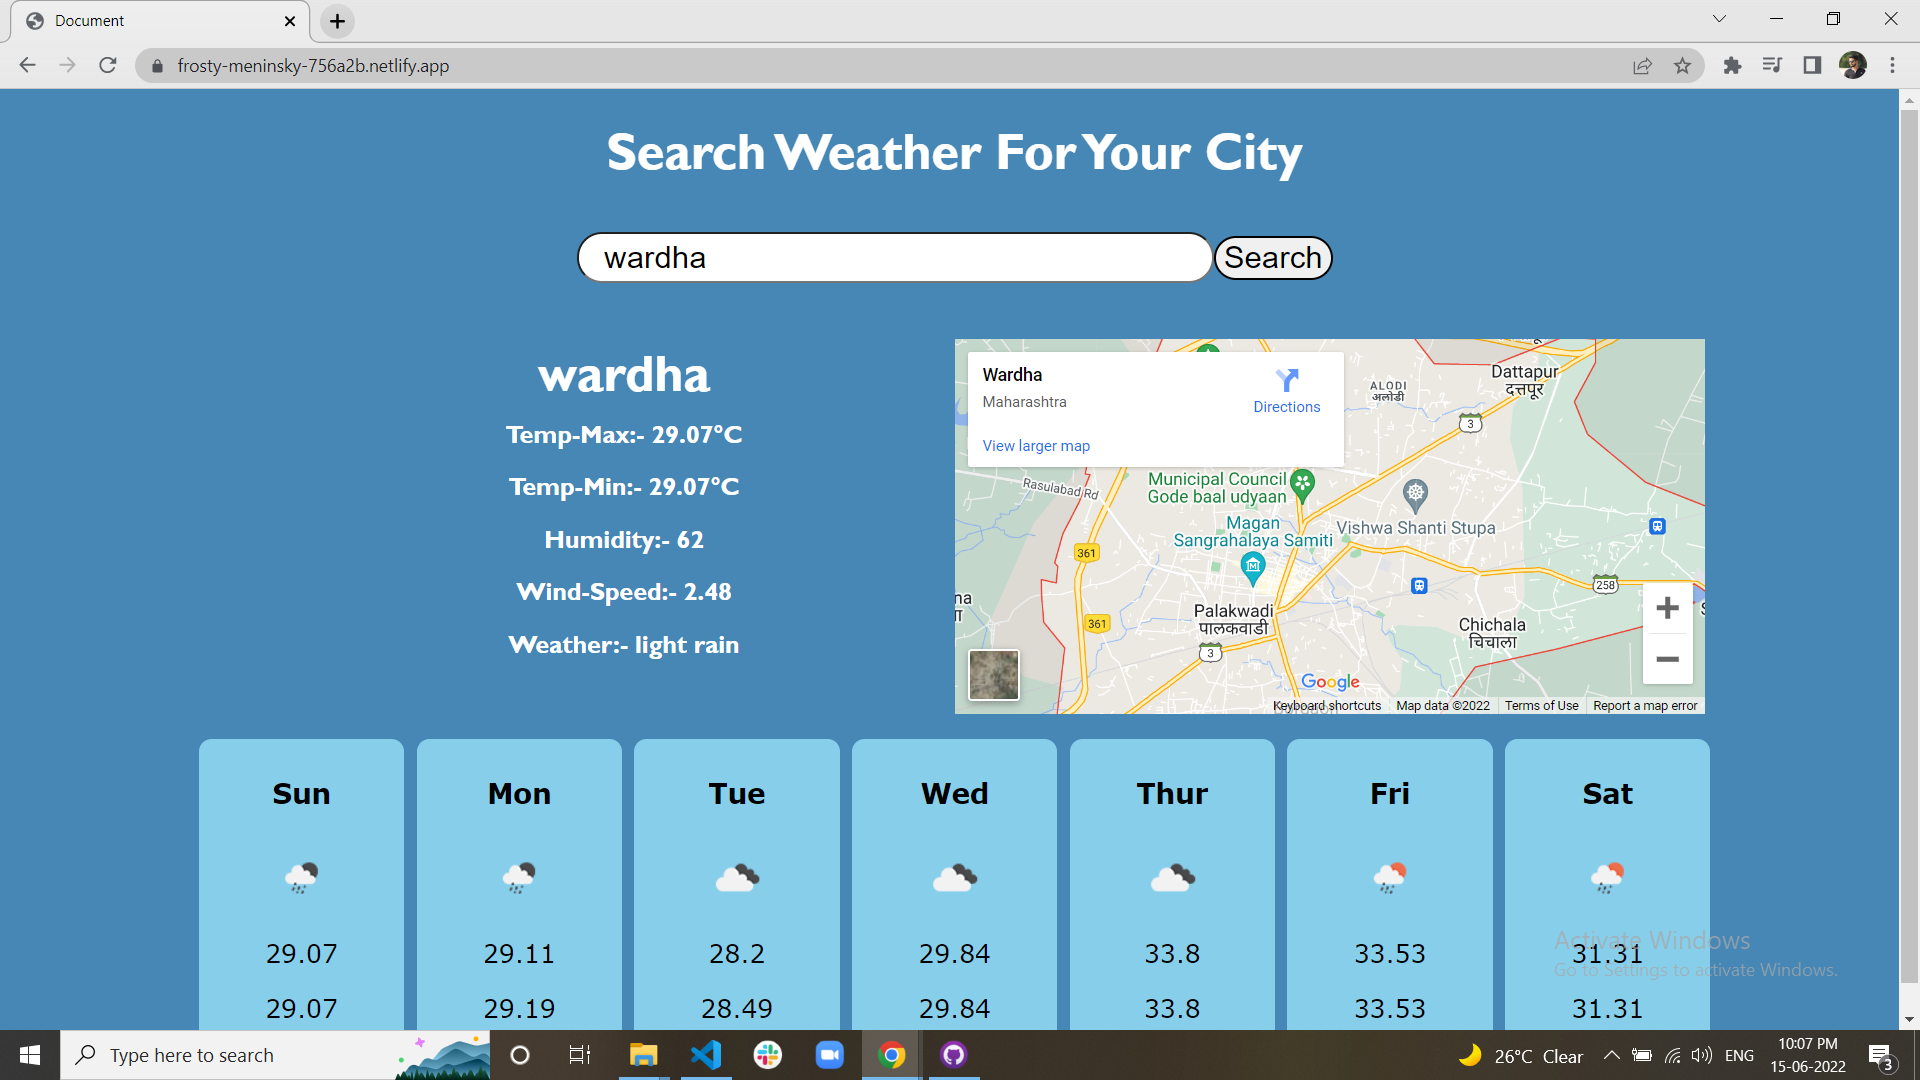 Document
frosty-meninsky-756a2b.netlify.app
Search Weather For Your City
wardha
Search
wardha
Temp-Max:- 29.07°C
Temp-Min:- 29.07°C
Humidity:- 62
Wind-Speed:- 2.48
Weather:- light rain
Wardha
Maharashtra
Directions
View larger map
ALODI
अलोडी
Dattapur
दत्तपूर
3
Rasulabad Rd
Municipal Council
Gode baal udyaan
Magan
Sangrahalaya Samiti
Vishwa Shanti Stupa
361
258
na
Palakwadi
पालकवाडी
361
Chichala
चिचाला
3
Google
Keyboard shortcuts
Map data ©2022
Terms of Use
Report a map error
Sun Mon Tue Wed Thur Fri Sat
29.07 29.11 28.2 29.84 33.8 33.53 31.31
29.07 29.19 28.49 29.84 33.8 33.53 31.31
Activate Windows
Go to Settings to activate Windows.
Type here to search
26°C Clear
ENG
10:07 PM
15-06-2022
3